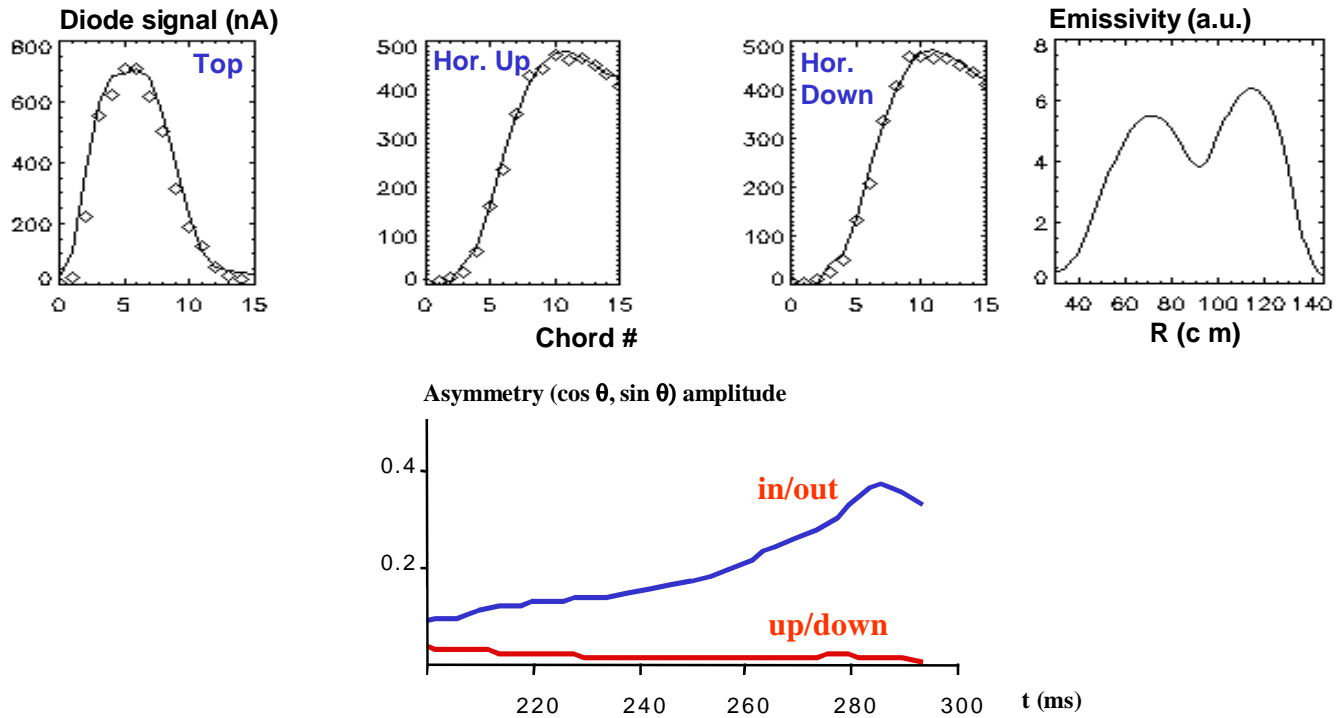 Diode signal (nA)
Emissivity (a.u.)
800
600
400
200
0
Top
0 5 10 15
500
400
300
200
100
0
Hor. Up
0 5 10 15
500
400
300
200
100
0
Hor.
Down
0 5 10 15
8
6
4
2
0
40 60 80 100 120 140
Chord #
R (c m)
Asymmetry (cos θ, sin θ) amplitude
0.4
0.2
in/out
up/down
220 240 260 280 300
t (ms)